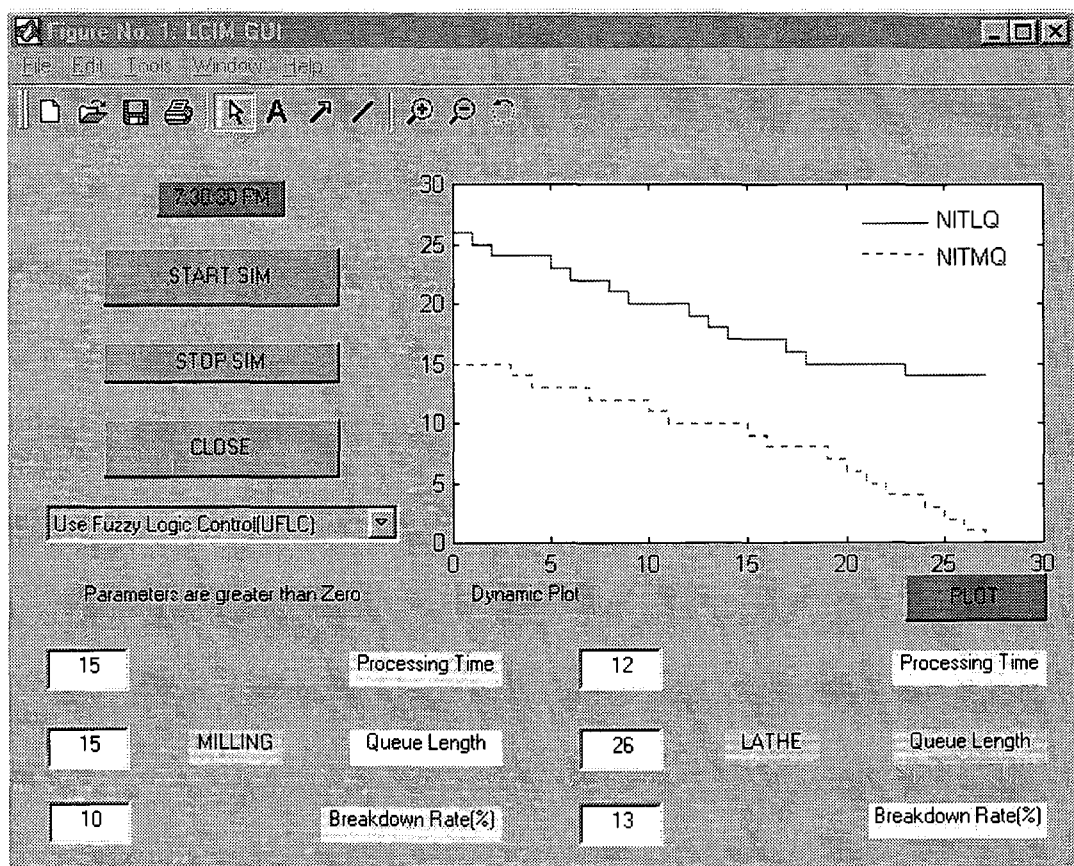 Figure No. 1: LCIM GUI
File Edit Tools Window Help
A
7:30:30 PM
START SIM
STOP SIM
CLOSE
Use Fuzzy Logic Control(UFLC)
30
25
20
15
10
5
0
NITLQ
NITMQ
0 5 10 15 20 25 30
Parameters are greater than Zero
Dynamic Plot
PLOT
15 Processing Time 12 Processing Time
15 MILLING Queue Length 26 LATHE Queue Length
10 Breakdown Rate(%) 13 Breakdown Rate(%)